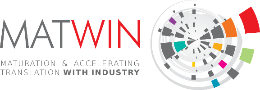 MATWIN
MATURATION & ACCELERATING
TRANSLATION WITH INDUSTRY